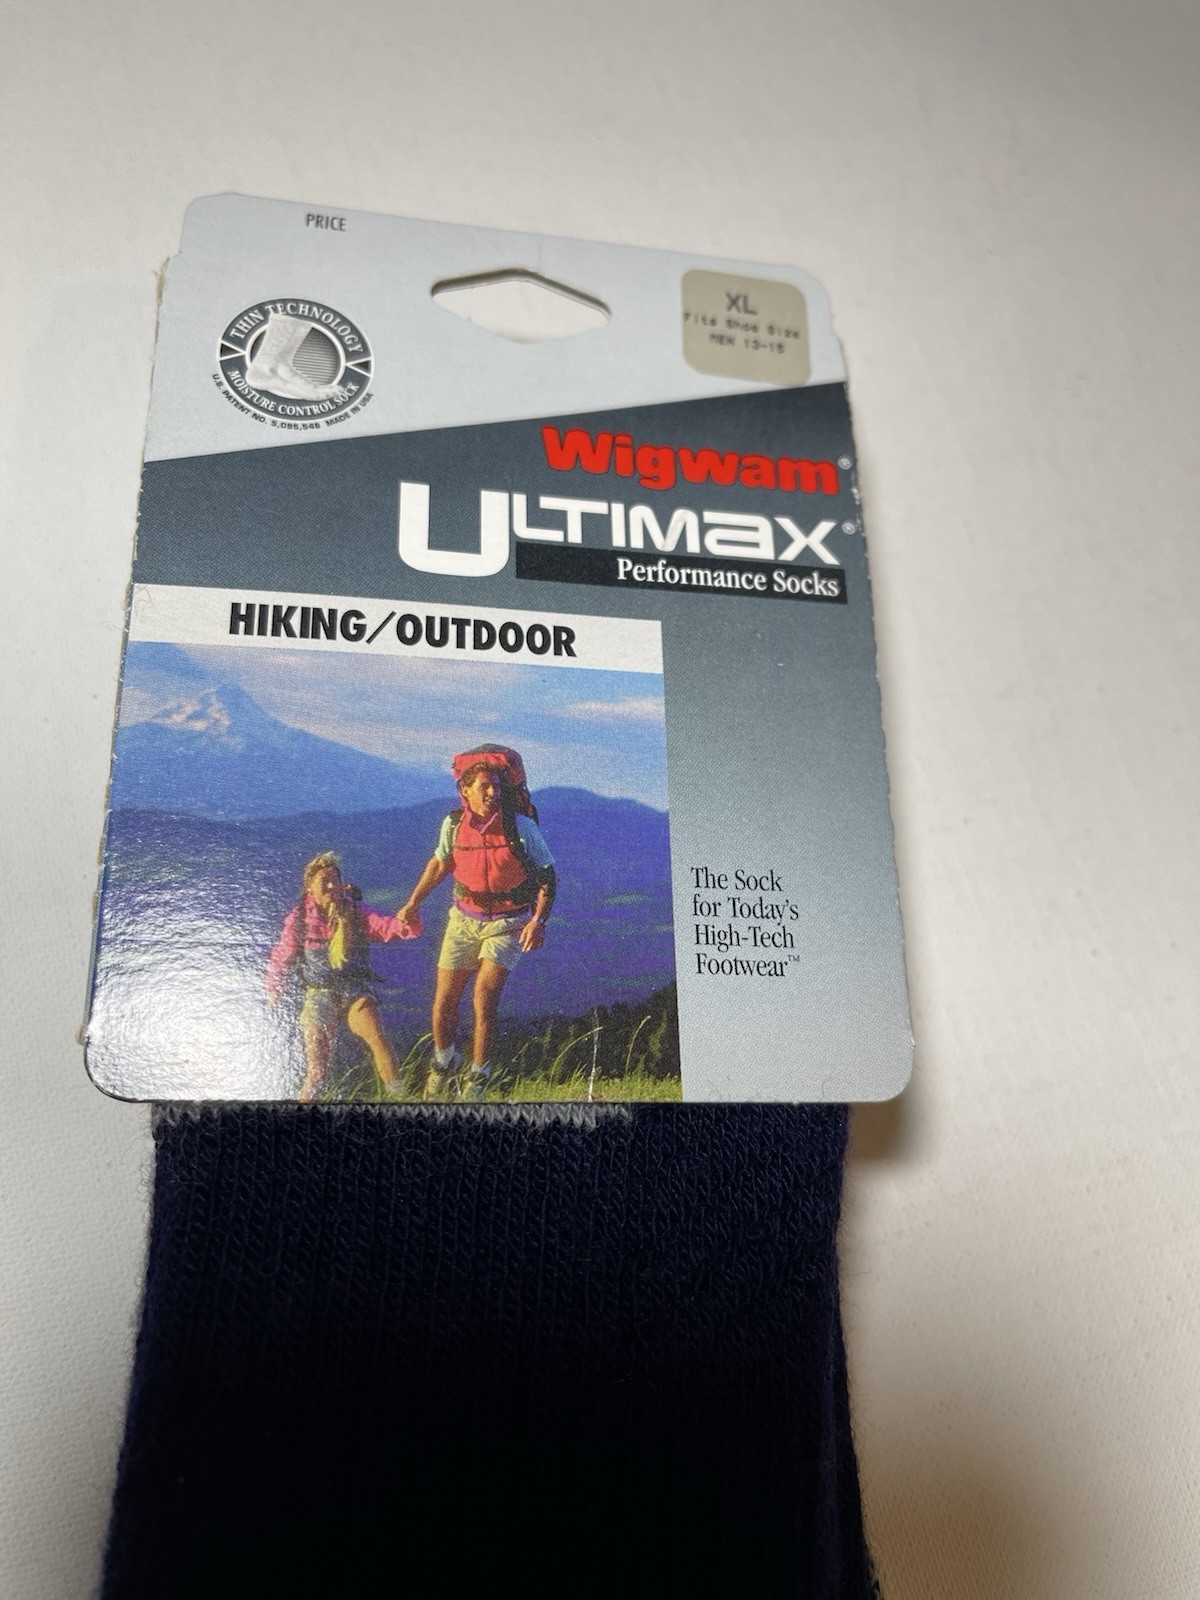 PRICE
THIN TECHNOLOGY
MOISTURE CONTROL SOCK
U.S. PATENT NO. 5,095,548 MADE IN USA
XL
Fits Shoe Size
MEN 13-15
Wigwam®
ULTIMAX®
Performance Socks
HIKING/OUTDOOR
The Sock
for Today's
High-Tech
Footwear™